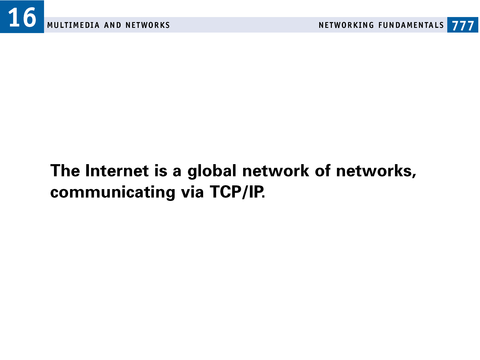 16
MULTIMEDIA AND NETWORKS
NETWORKING FUNDAMENTALS 777
The Internet is a global network of networks,
communicating via TCP/IP.